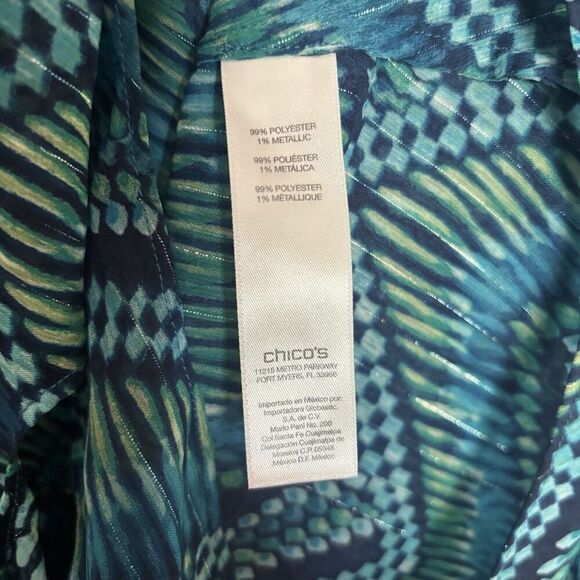 99% POLYESTER
1% METALLIC
99% POLIÉSTER
1% METÁLICA
99% POLYESTER
1% MÉTALLIQUE
chico's
11215 METRO PARKWAY
FORT MYERS, FL 33966
Importado en México por:
Importadora Globastic,
S.A. de C.V.
Mario Pani No. 200
Col Santa Fe Cuajimalpa
Delegación Cuajimalpa de
Morelos C.P. 05348
México D.F. México